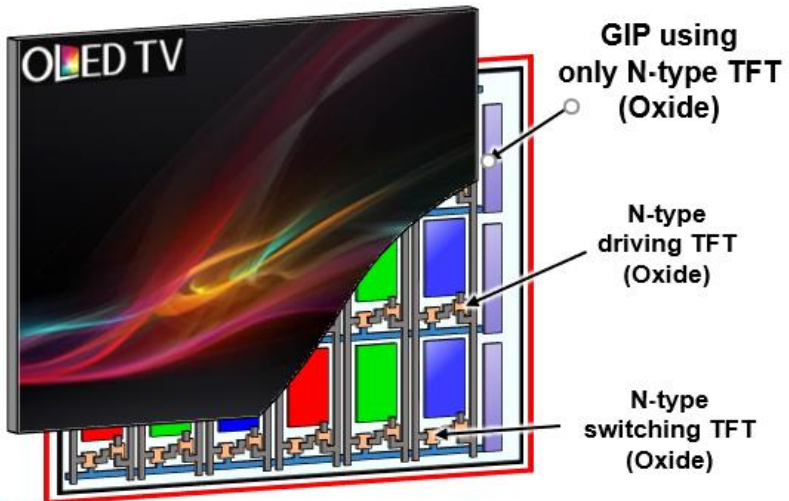 OLED TV
GIP using
only N-type TFT
(Oxide)
N-type
driving TFT
(Oxide)
N-type
switching TFT
(Oxide)